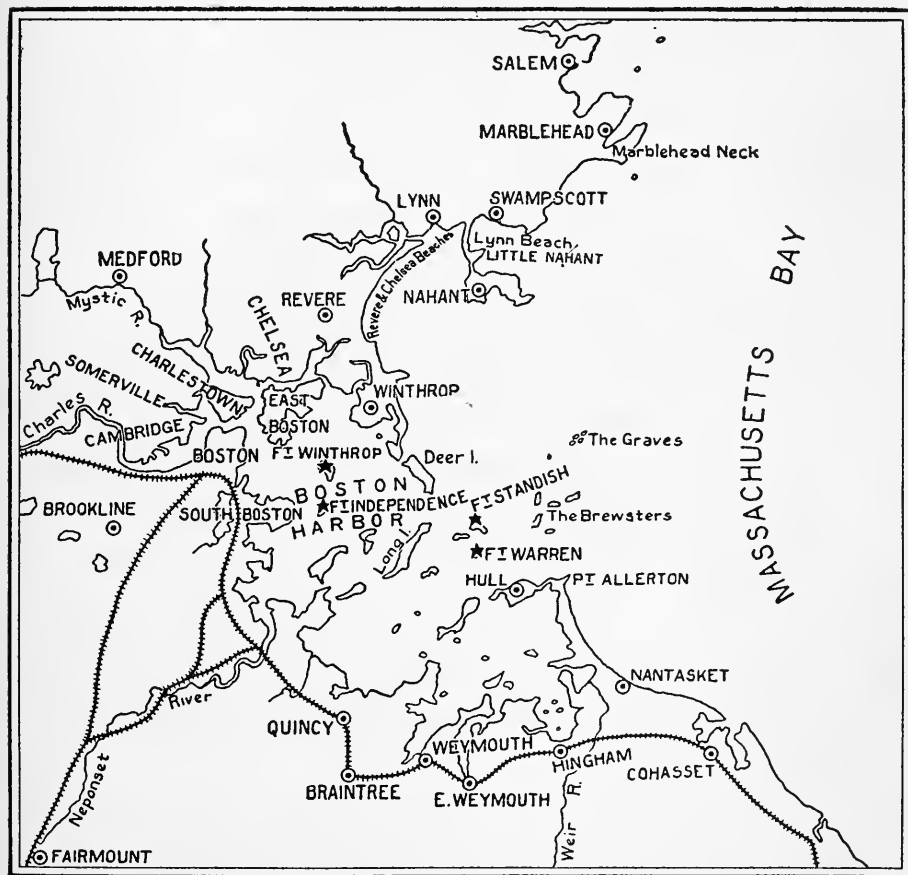 SALEM
MARBLEHEAD
Marblehead Neck
LYNN
SWAMPSCOTT
Lynn Beach,
LITTLE NAHANT
MEDFORD
Revere & Chelsea Beaches
NAHANT
REVERE
Mystic R.
CHELSEA
MASSACHUSETTS BAY
SOMERVILLE
CHARLESTOWN
Charles R.
CAMBRIDGE
EAST
BOSTON
WINTHROP
The Graves
BOSTON
FT WINTHROP
Deer I.
BOSTON
HARBOR
FT INDEPENDENCE
FT STANDISH
BROOKLINE
SOUTH BOSTON
The Brewsters
Long I.
FT WARREN
HULL
PT ALLERTON
NANTASKET
River
Neponset
QUINCY
WEYMOUTH
HINGHAM
COHASSET
BRAINTREE
E. WEYMOUTH
Weir R.
FAIRMOUNT